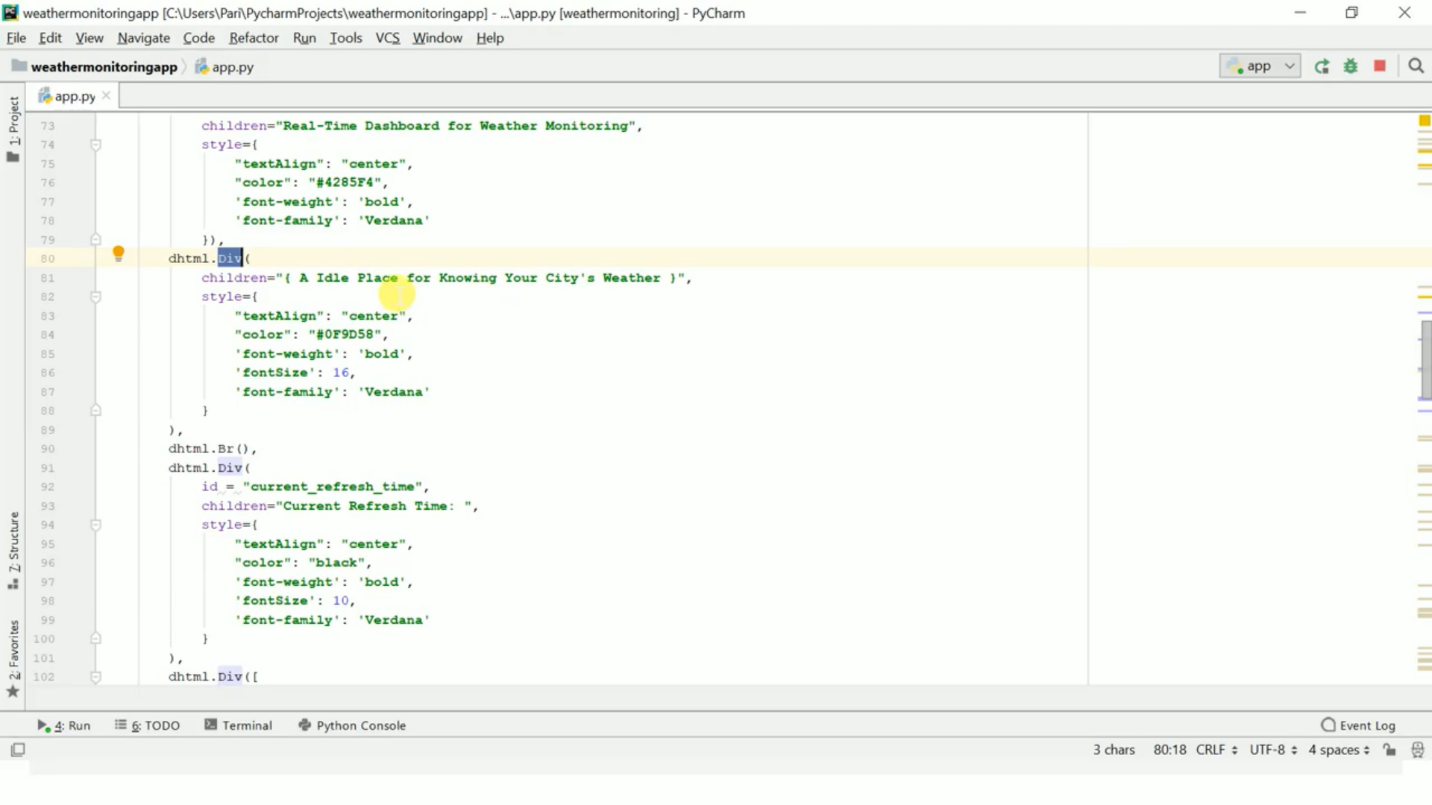 weathermonitoringapp [C:\Users\Pari\PycharmProjects\weathermonitoringapp] - ...\app.py [weathermonitoring] - PyCharm
File Edit View Navigate Code Refactor Run Tools VCS Window Help
weathermonitoringapp app.py app
app.py
1: Project
7: Structure
2: Favorites
73 children="Real-Time Dashboard for Weather Monitoring",
74 style={
75 "textAlign": "center",
76 "color": "#4285F4",
77 'font-weight': 'bold',
78 'font-family': 'Verdana'
79 }),
80 dhtml.Div(
81 children="{ A Idle Place for Knowing Your City's Weather }",
82 style={
83 "textAlign": "center",
84 "color": "#0F9D58",
85 'font-weight': 'bold',
86 'fontSize': 16,
87 'font-family': 'Verdana'
88 }
89 ),
90 dhtml.Br(),
91 dhtml.Div(
92 id = "current_refresh_time",
93 children="Current Refresh Time: ",
94 style={
95 "textAlign": "center",
96 "color": "black",
97 'font-weight': 'bold',
98 'fontSize': 10,
99 'font-family': 'Verdana'
100 }
101 ),
102 dhtml.Div([
4: Run 6: TODO Terminal Python Console Event Log
3 chars 80:18 CRLF UTF-8 4 spaces